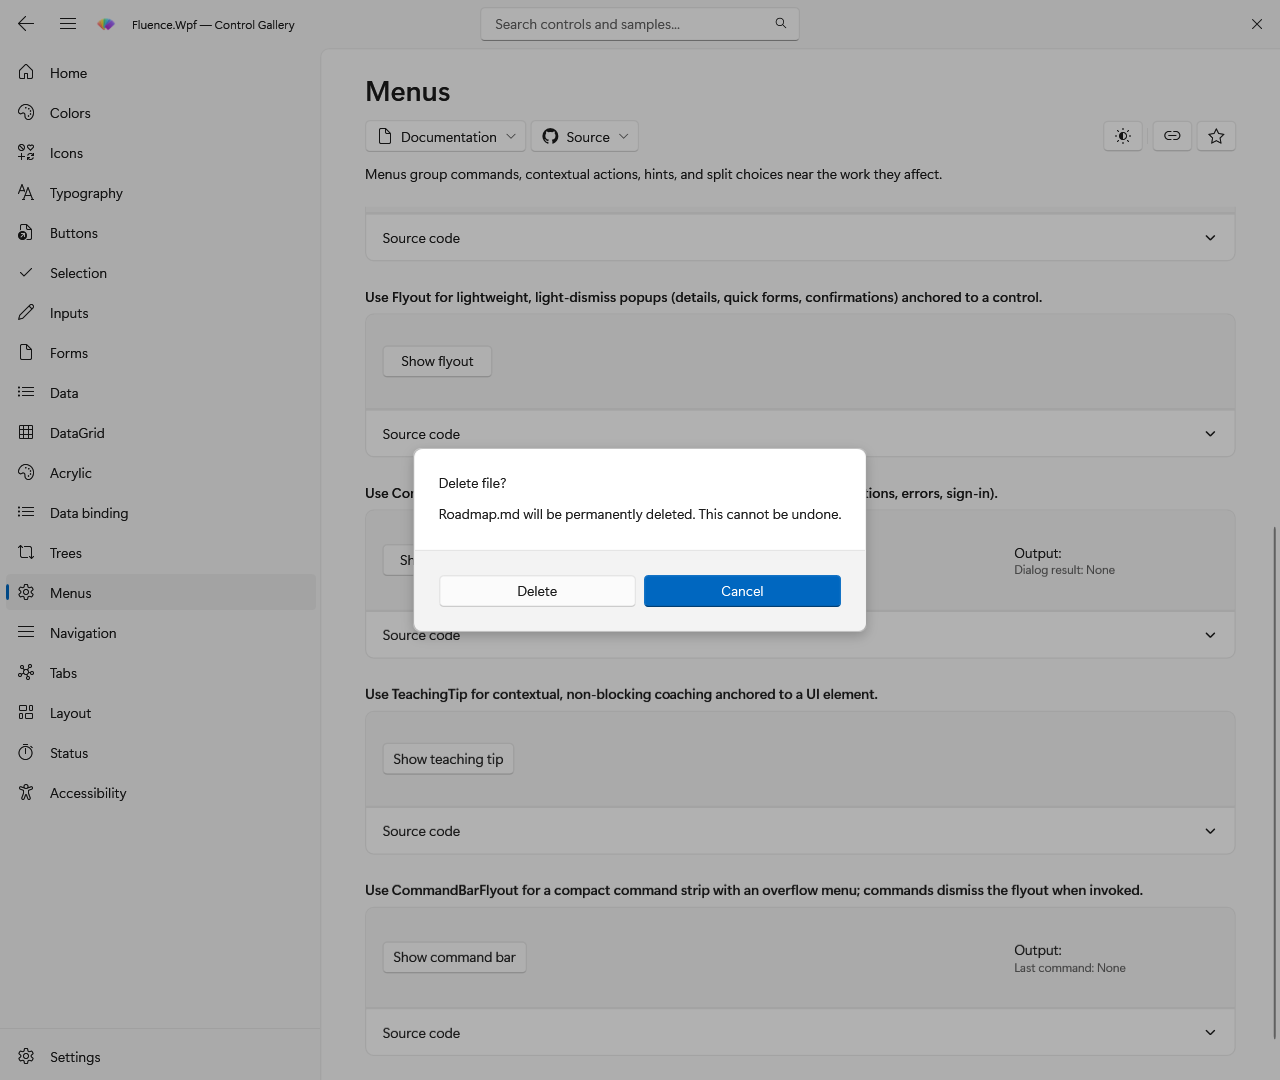 Fluence.Wpf — Control Gallery
Search controls and samples...
Home
Colors
Icons
Typography
Buttons
Selection
Inputs
Forms
Data
DataGrid
Acrylic
Data binding
Trees
Menus
Navigation
Tabs
Layout
Status
Accessibility
Settings
Menus
Documentation
Source
Menus group commands, contextual actions, hints, and split choices near the work they affect.
Source code
Use Flyout for lightweight, light-dismiss popups (details, quick forms, confirmations) anchored to a control.
Show flyout
Source code
Use Con
ions, errors, sign-in).
Sh
Output:
Dialog result: None
Source code
Delete file?
Roadmap.md will be permanently deleted. This cannot be undone.
Delete
Cancel
Use TeachingTip for contextual, non-blocking coaching anchored to a UI element.
Show teaching tip
Source code
Use CommandBarFlyout for a compact command strip with an overflow menu; commands dismiss the flyout when invoked.
Show command bar
Output:
Last command: None
Source code